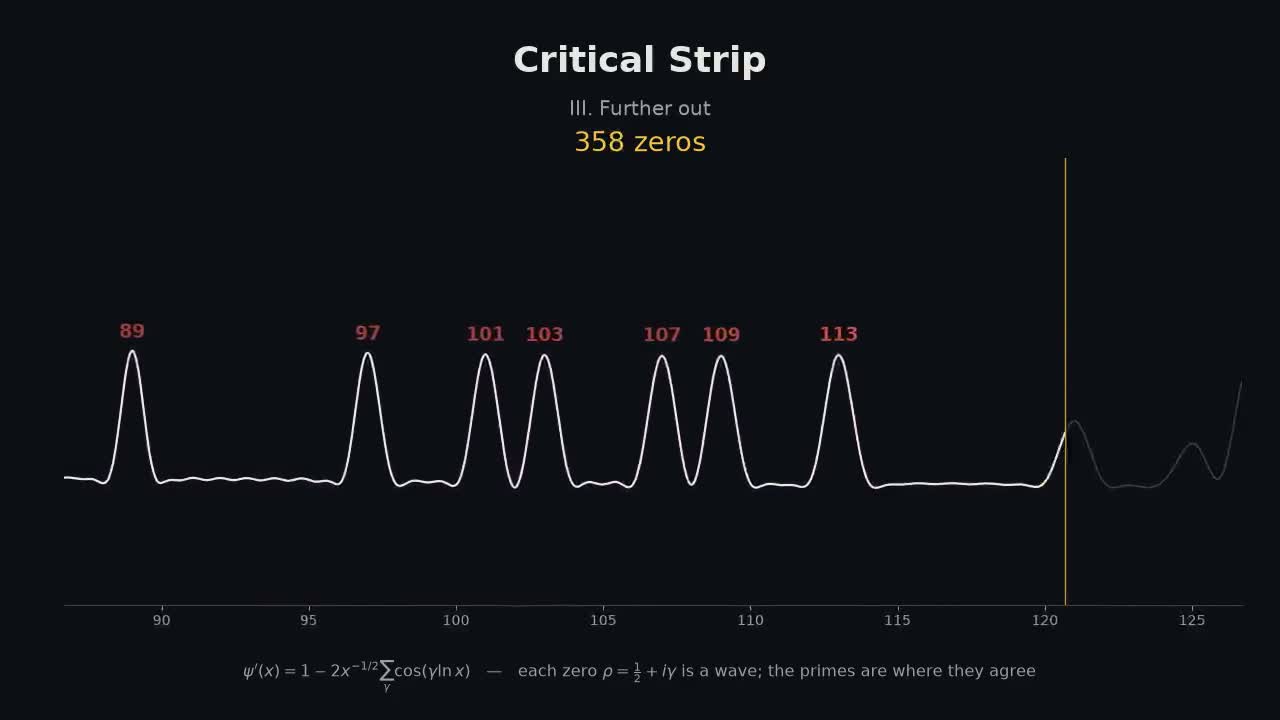 Critical Strip
III. Further out
358 zeros
89 97 101 103 107 109 113
90 95 100 105 110 115 120 125
ψ′(x) = 1 − 2x^{−1/2} ∑_γ cos(γ ln x) — each zero ρ = ½ + iγ is a wave; the primes are where they agree